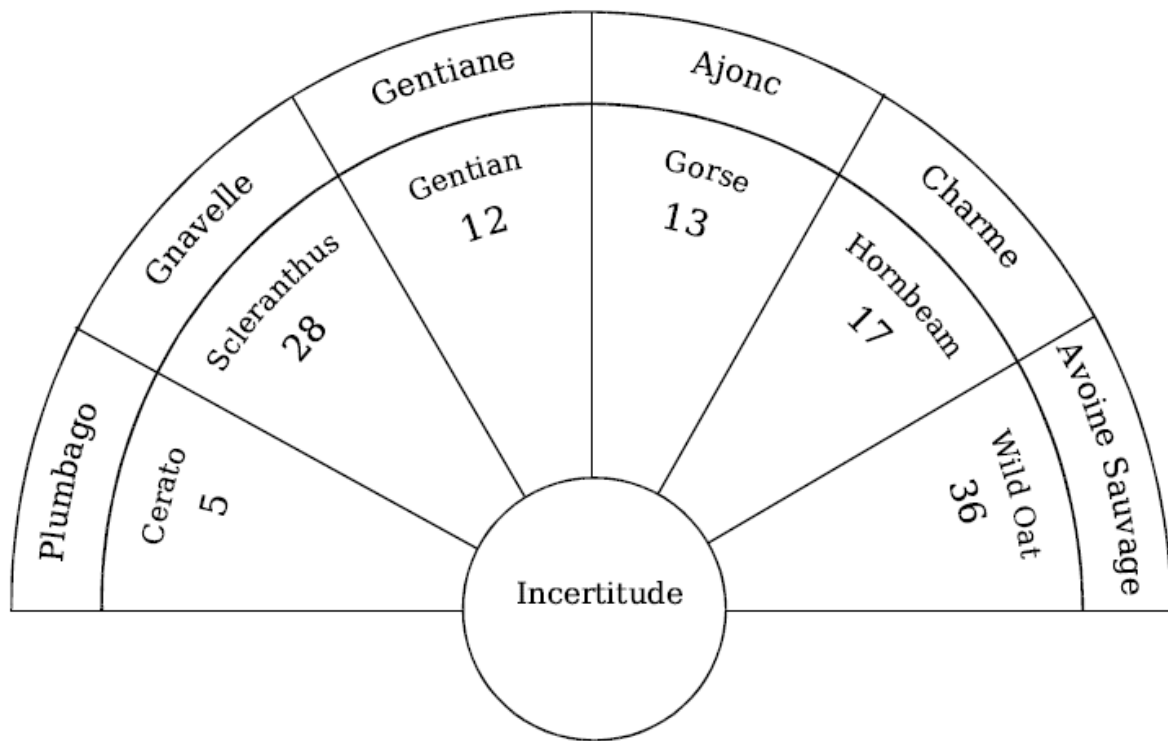 Plumbago
Gnavelle
Gentiane
Ajonc
Charme
Avoine Sauvage
Cerato
5
Scleranthus
28
Gentian
12
Gorse
13
Hornbeam
17
Wild Oat
36
Incertitude